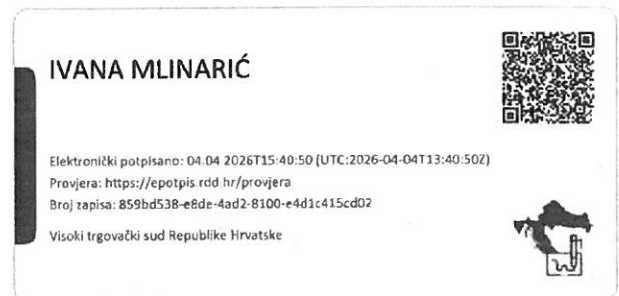 IVANA MLINARIĆ
Elektronički potpisano: 04.04 2026T15:40:50 (UTC:2026-04-04T13:40:50Z)
Provjera: https://epotpis.rdd.hr/provjera
Broj zapisa: 859bd538-e8de-4ad2-8100-e4d1c415cd02
Visoki trgovački sud Republike Hrvatske